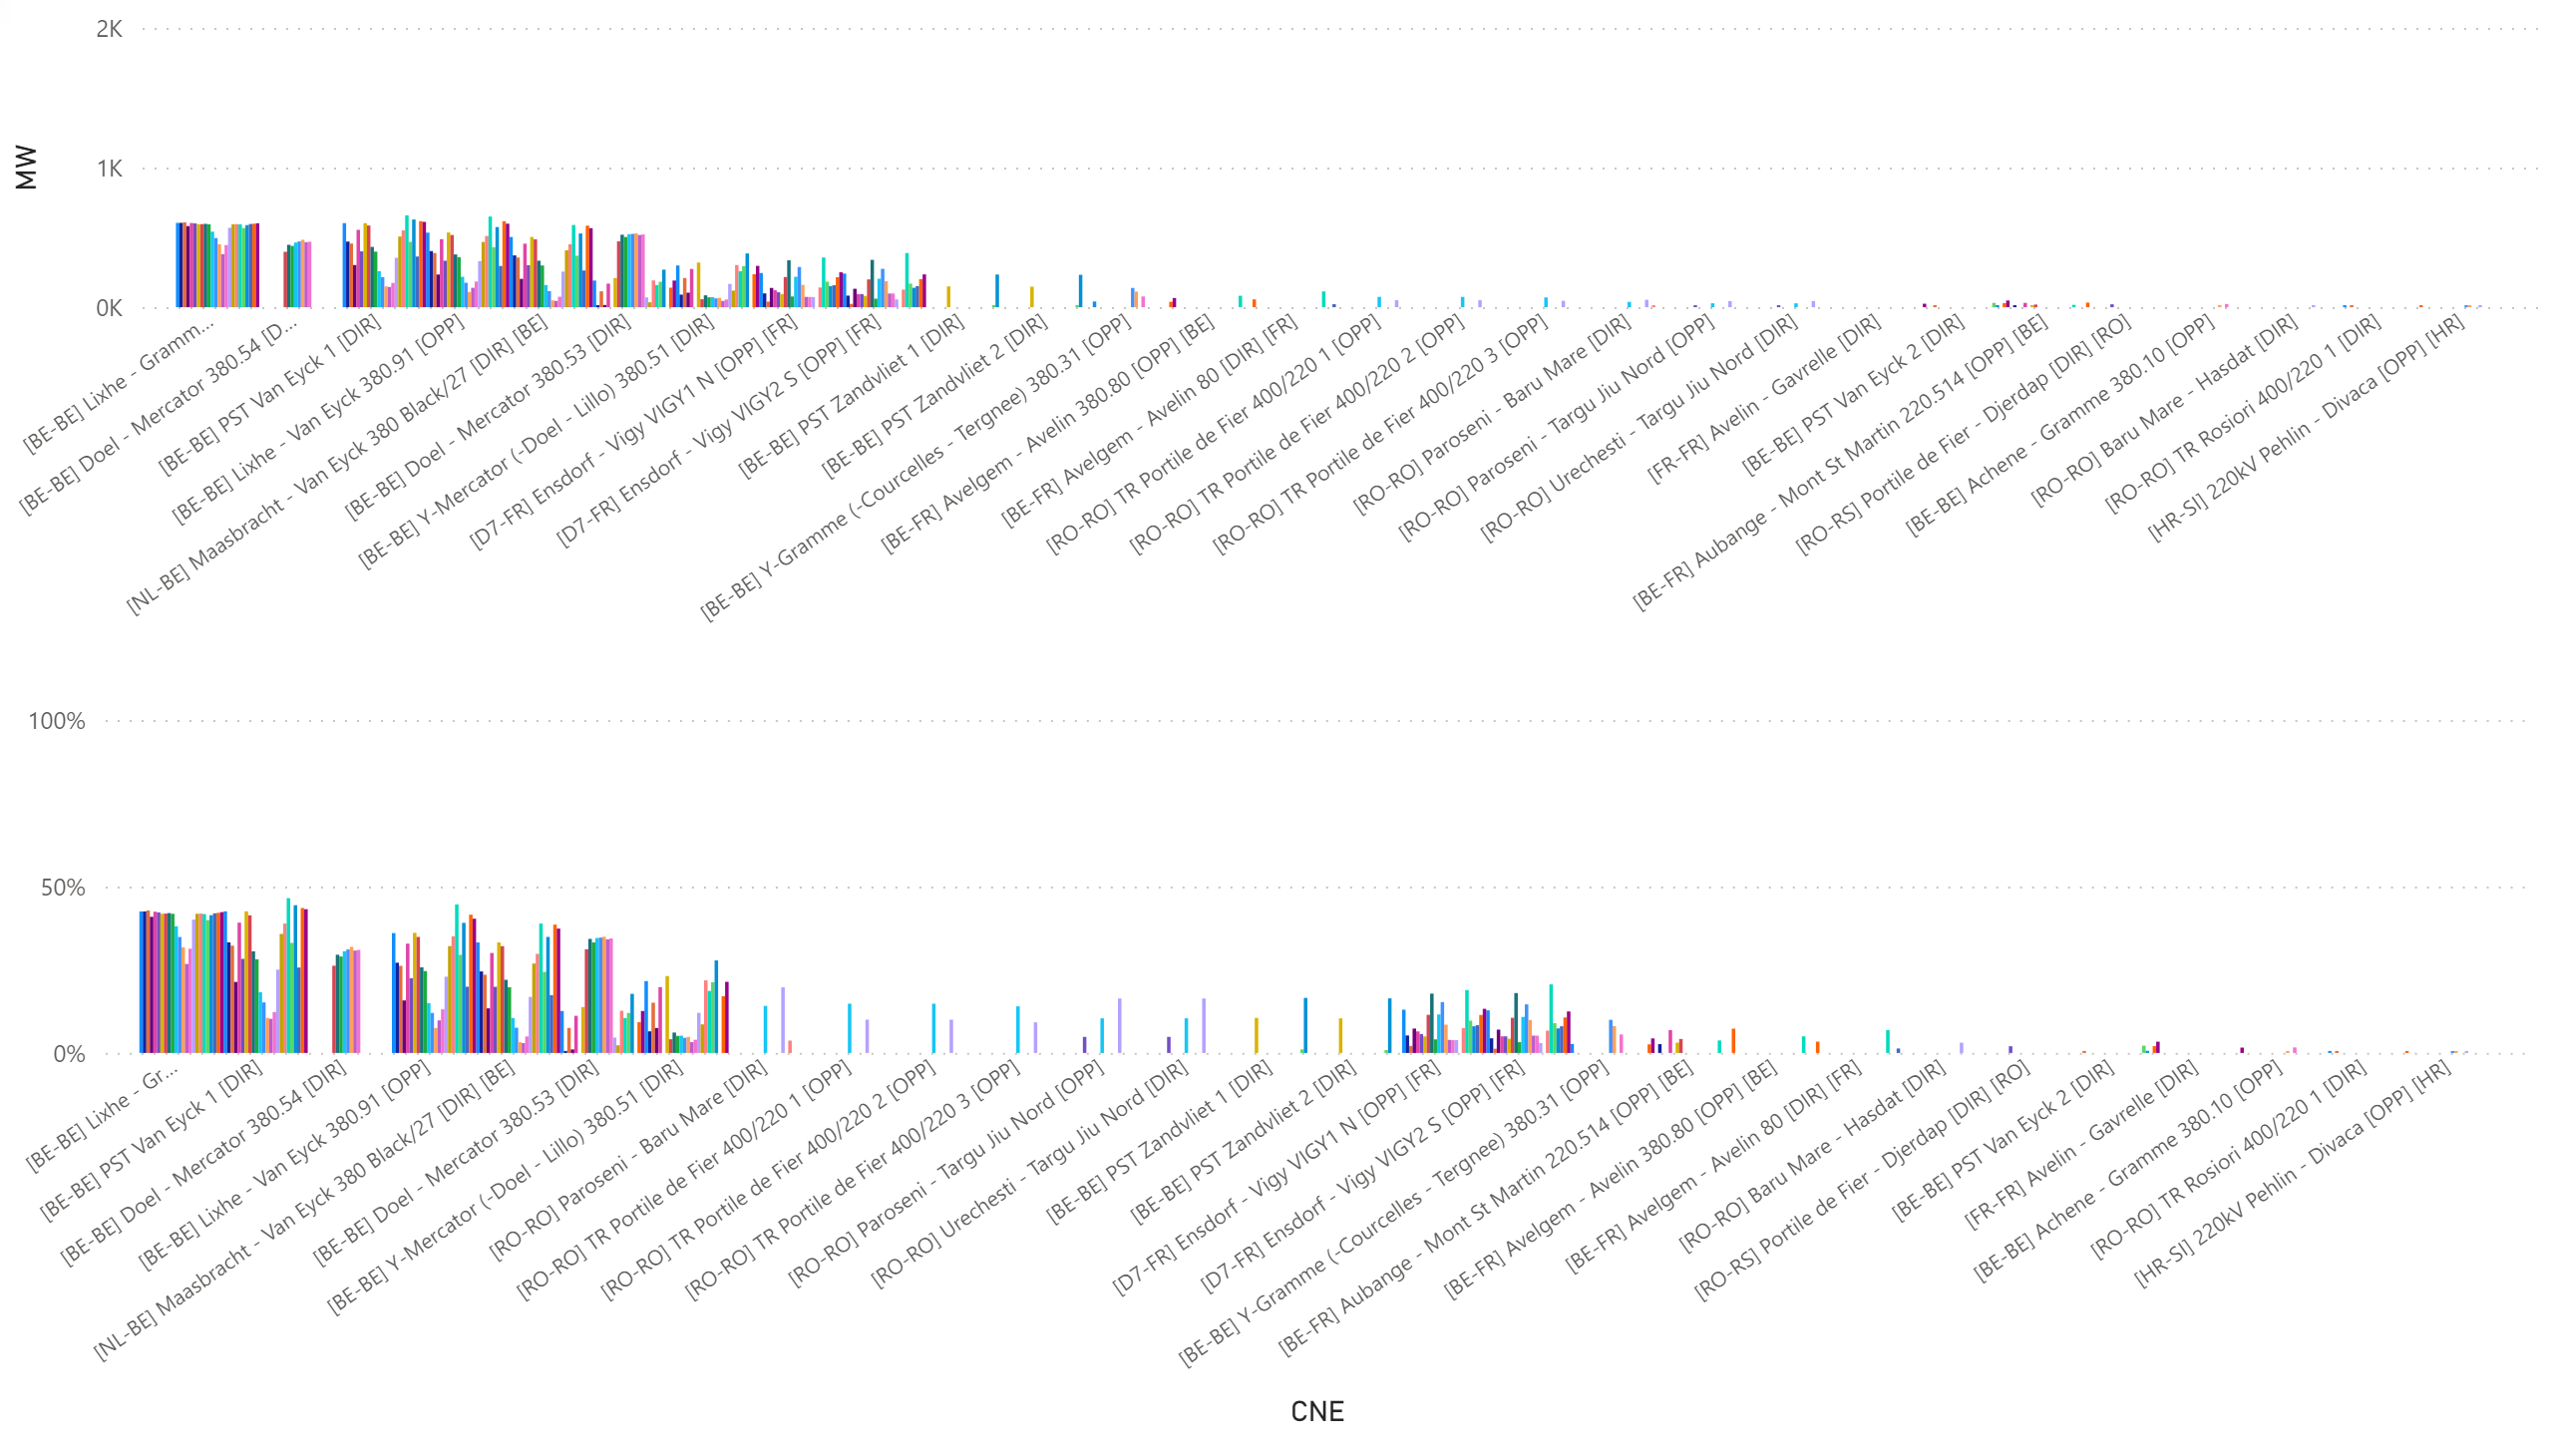 2K
1K
0K
MW
[BE-BE] Lixhe - Gramm...
[BE-BE] Doel - Mercator 380.54 [D...
[BE-BE] PST Van Eyck 1 [DIR]
[BE-BE] Lixhe - Van Eyck 380.91 [OPP]
[NL-BE] Maasbracht - Van Eyck 380 Black/27 [DIR] [BE]
[BE-BE] Doel - Mercator 380.53 [DIR]
[BE-BE] Y-Mercator (-Doel - Lillo) 380.51 [DIR]
[D7-FR] Ensdorf - Vigy VIGY1 N [OPP] [FR]
[D7-FR] Ensdorf - Vigy VIGY2 S [OPP] [FR]
[BE-BE] PST Zandvliet 1 [DIR]
[BE-BE] PST Zandvliet 2 [DIR]
[BE-BE] Y-Gramme (-Courcelles - Tergnee) 380.31 [OPP]
[BE-FR] Avelgem - Avelin 380.80 [OPP] [BE]
[BE-FR] Avelgem - Avelin 80 [DIR] [FR]
[RO-RO] TR Portile de Fier 400/220 1 [OPP]
[RO-RO] TR Portile de Fier 400/220 2 [OPP]
[RO-RO] TR Portile de Fier 400/220 3 [OPP]
[RO-RO] Paroseni - Baru Mare [DIR]
[RO-RO] Paroseni - Targu Jiu Nord [OPP]
[RO-RO] Urechesti - Targu Jiu Nord [DIR]
[FR-FR] Avelin - Gavrelle [DIR]
[BE-BE] PST Van Eyck 2 [DIR]
[BE-FR] Aubange - Mont St Martin 220.514 [OPP] [BE]
[RO-RS] Portile de Fier - Djerdap [DIR] [RO]
[BE-BE] Achene - Gramme 380.10 [OPP]
[RO-RO] Baru Mare - Hasdat [DIR]
[RO-RO] TR Rosiori 400/220 1 [DIR]
[HR-SI] 220kV Pehlin - Divaca [OPP] [HR]
100%
50%
0%
[BE-BE] Lixhe - Gr...
[BE-BE] PST Van Eyck 1 [DIR]
[BE-BE] Doel - Mercator 380.54 [DIR]
[BE-BE] Lixhe - Van Eyck 380.91 [OPP]
[NL-BE] Maasbracht - Van Eyck 380 Black/27 [DIR] [BE]
[BE-BE] Doel - Mercator 380.53 [DIR]
[BE-BE] Y-Mercator (-Doel - Lillo) 380.51 [DIR]
[RO-RO] Paroseni - Baru Mare [DIR]
[RO-RO] TR Portile de Fier 400/220 1 [OPP]
[RO-RO] TR Portile de Fier 400/220 2 [OPP]
[RO-RO] TR Portile de Fier 400/220 3 [OPP]
[RO-RO] Paroseni - Targu Jiu Nord [OPP]
[RO-RO] Urechesti - Targu Jiu Nord [DIR]
[BE-BE] PST Zandvliet 1 [DIR]
[BE-BE] PST Zandvliet 2 [DIR]
[D7-FR] Ensdorf - Vigy VIGY1 N [OPP] [FR]
[D7-FR] Ensdorf - Vigy VIGY2 S [OPP] [FR]
[BE-BE] Y-Gramme (-Courcelles - Tergnee) 380.31 [OPP]
[BE-FR] Aubange - Mont St Martin 220.514 [OPP] [BE]
[BE-FR] Avelgem - Avelin 380.80 [OPP] [BE]
[BE-FR] Avelgem - Avelin 80 [DIR] [FR]
[RO-RO] Baru Mare - Hasdat [DIR]
[RO-RS] Portile de Fier - Djerdap [DIR] [RO]
[BE-BE] PST Van Eyck 2 [DIR]
[FR-FR] Avelin - Gavrelle [DIR]
[BE-BE] Achene - Gramme 380.10 [OPP]
[RO-RO] TR Rosiori 400/220 1 [DIR]
[HR-SI] 220kV Pehlin - Divaca [OPP] [HR]
CNE